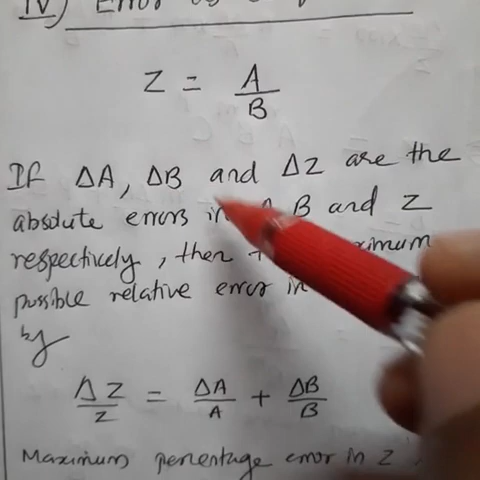 IV) Error
Z = A/B
If ΔA, ΔB and ΔZ are the
absolute errors in A, B and Z
respectively, then maximum
possible relative error in
by
ΔZ/Z = ΔA/A + ΔB/B
Maximum percentage error in Z